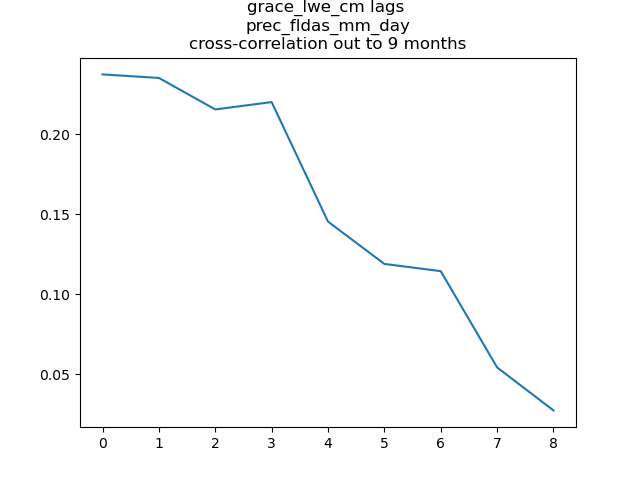 grace_lwe_cm lags
prec_fldas_mm_day
cross-correlation out to 9 months
0.20
0.15
0.10
0.05
0 1 2 3 4 5 6 7 8